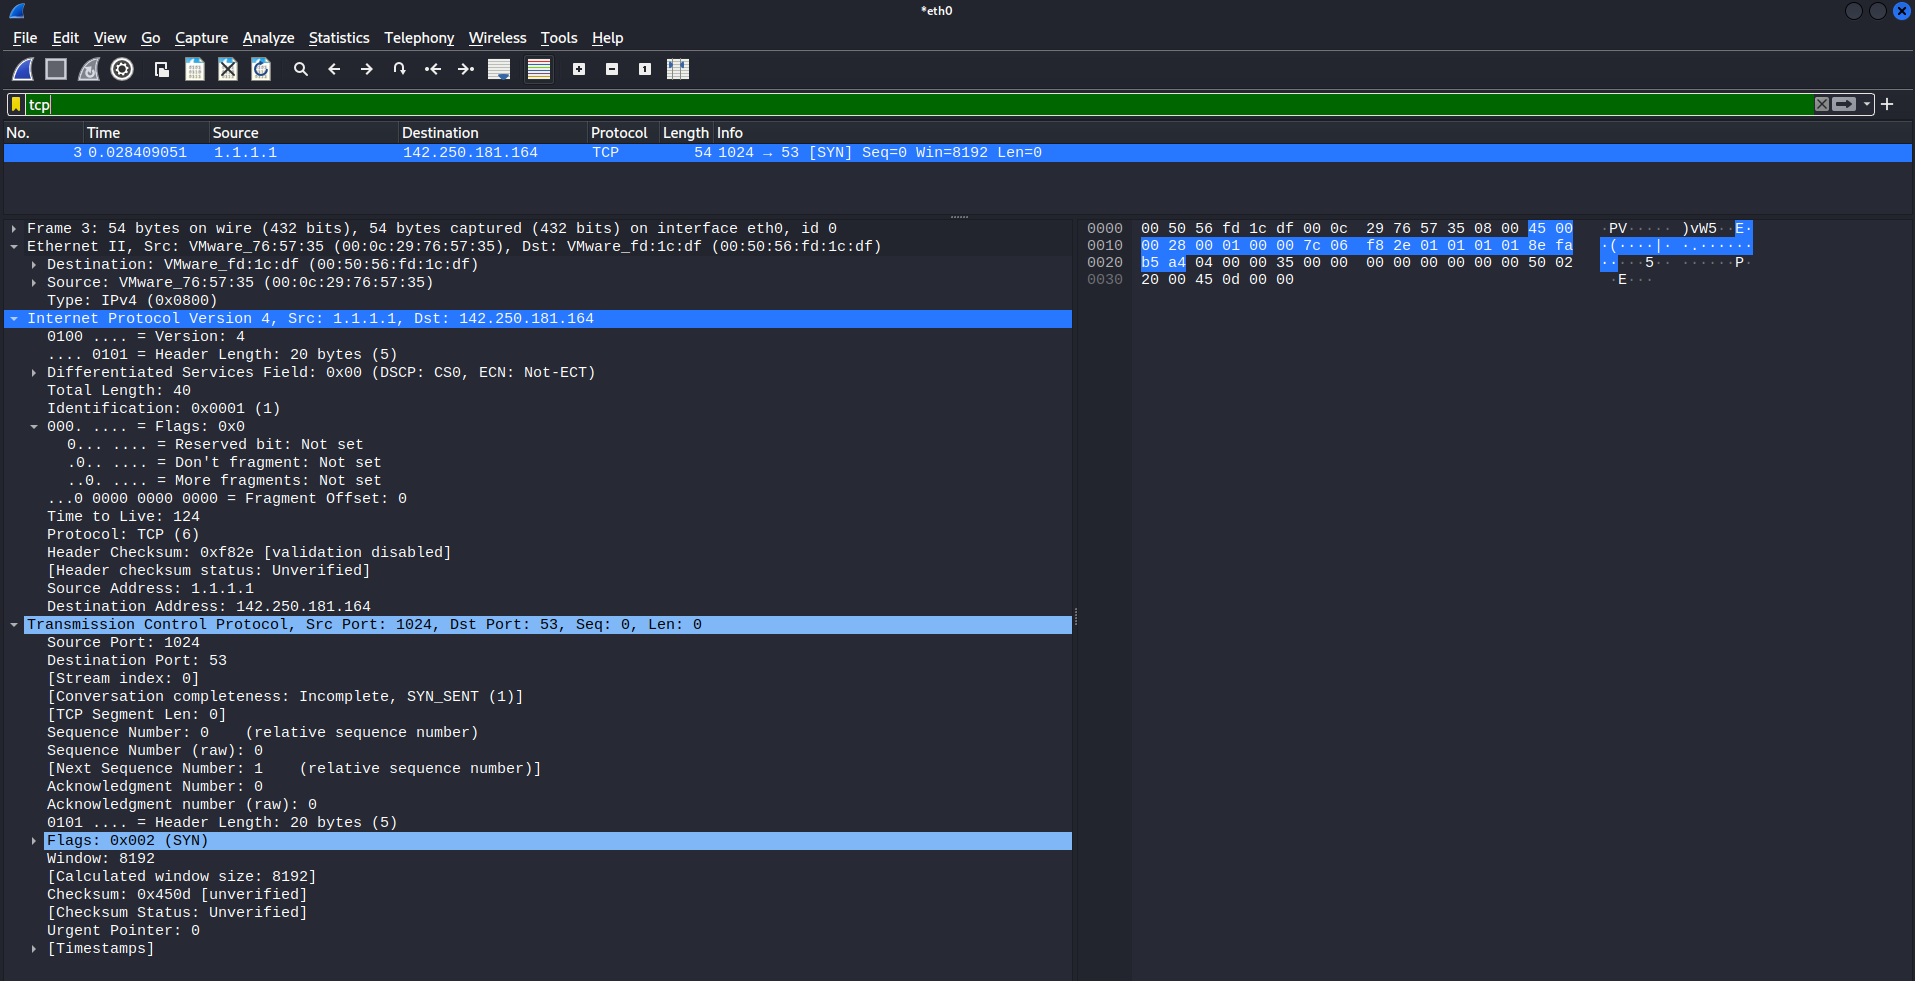 *eth0
File Edit View Go Capture Analyze Statistics Telephony Wireless Tools Help
tcp
No. Time Source Destination Protocol Length Info
3 0.028409051 1.1.1.1 142.250.181.164 TCP 54 1024 → 53 [SYN] Seq=0 Win=8192 Len=0
Frame 3: 54 bytes on wire (432 bits), 54 bytes captured (432 bits) on interface eth0, id 0
Ethernet II, Src: VMware_76:57:35 (00:0c:29:76:57:35), Dst: VMware_fd:1c:df (00:50:56:fd:1c:df)
Destination: VMware_fd:1c:df (00:50:56:fd:1c:df)
Source: VMware_76:57:35 (00:0c:29:76:57:35)
Type: IPv4 (0x0800)
Internet Protocol Version 4, Src: 1.1.1.1, Dst: 142.250.181.164
0100 .... = Version: 4
.... 0101 = Header Length: 20 bytes (5)
Differentiated Services Field: 0x00 (DSCP: CS0, ECN: Not-ECT)
Total Length: 40
Identification: 0x0001 (1)
000. .... = Flags: 0x0
0... .... = Reserved bit: Not set
.0.. .... = Don't fragment: Not set
..0. .... = More fragments: Not set
...0 0000 0000 0000 = Fragment Offset: 0
Time to Live: 124
Protocol: TCP (6)
Header Checksum: 0xf82e [validation disabled]
[Header checksum status: Unverified]
Source Address: 1.1.1.1
Destination Address: 142.250.181.164
Transmission Control Protocol, Src Port: 1024, Dst Port: 53, Seq: 0, Len: 0
Source Port: 1024
Destination Port: 53
[Stream index: 0]
[Conversation completeness: Incomplete, SYN_SENT (1)]
[TCP Segment Len: 0]
Sequence Number: 0    (relative sequence number)
Sequence Number (raw): 0
[Next Sequence Number: 1    (relative sequence number)]
Acknowledgment Number: 0
Acknowledgment number (raw): 0
0101 .... = Header Length: 20 bytes (5)
Flags: 0x002 (SYN)
Window: 8192
[Calculated window size: 8192]
Checksum: 0x450d [unverified]
[Checksum Status: Unverified]
Urgent Pointer: 0
[Timestamps]
0000 00 50 56 fd 1c df 00 0c 29 76 57 35 08 00 45 00 ·PV····· )vW5··E·
0010 00 28 00 01 00 00 7c 06 f8 2e 01 01 01 01 8e fa ·(····|· ·.······
0020 b5 a4 04 00 00 35 00 00 00 00 00 00 00 00 50 02 ·····5·· ······P·
0030 20 00 45 0d 00 00 ·E···